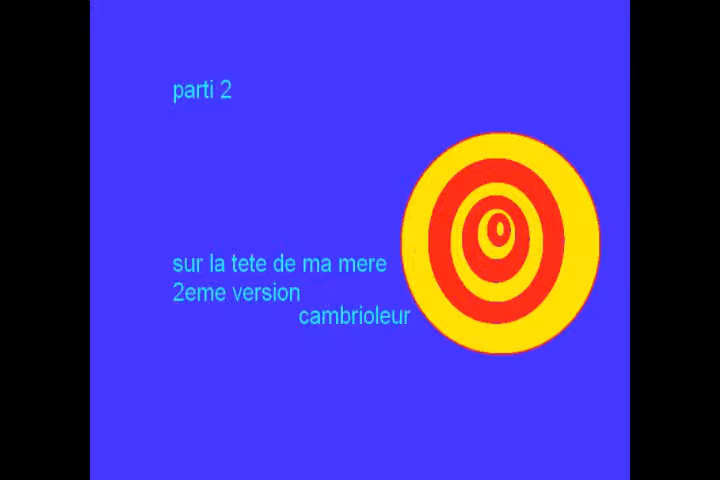 parti 2
sur la tete de ma mere
2eme version
cambrioleur